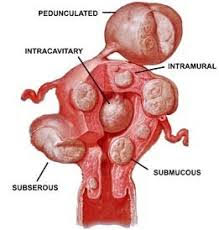 PEDUNCULATED
INTRACAVITARY
INTRAMURAL
SUBSEROUS
SUBMUCOUS